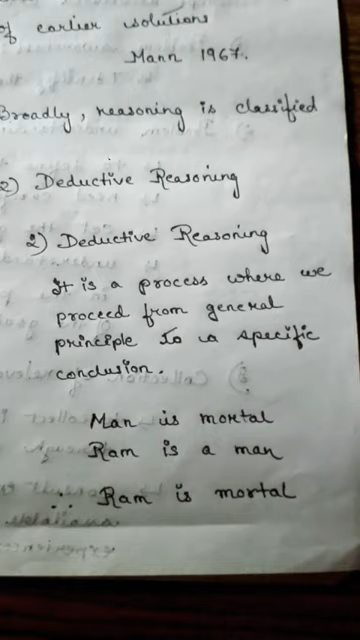 of earlier solutions
Mann 1967.
Broadly, reasoning is classified
2) Deductive Reasoning
2) Deductive Reasoning
It is a process where we
proceed from general
principle to a specific
conclusion.
Man is mortal
Ram is a man
∴ Ram is mortal